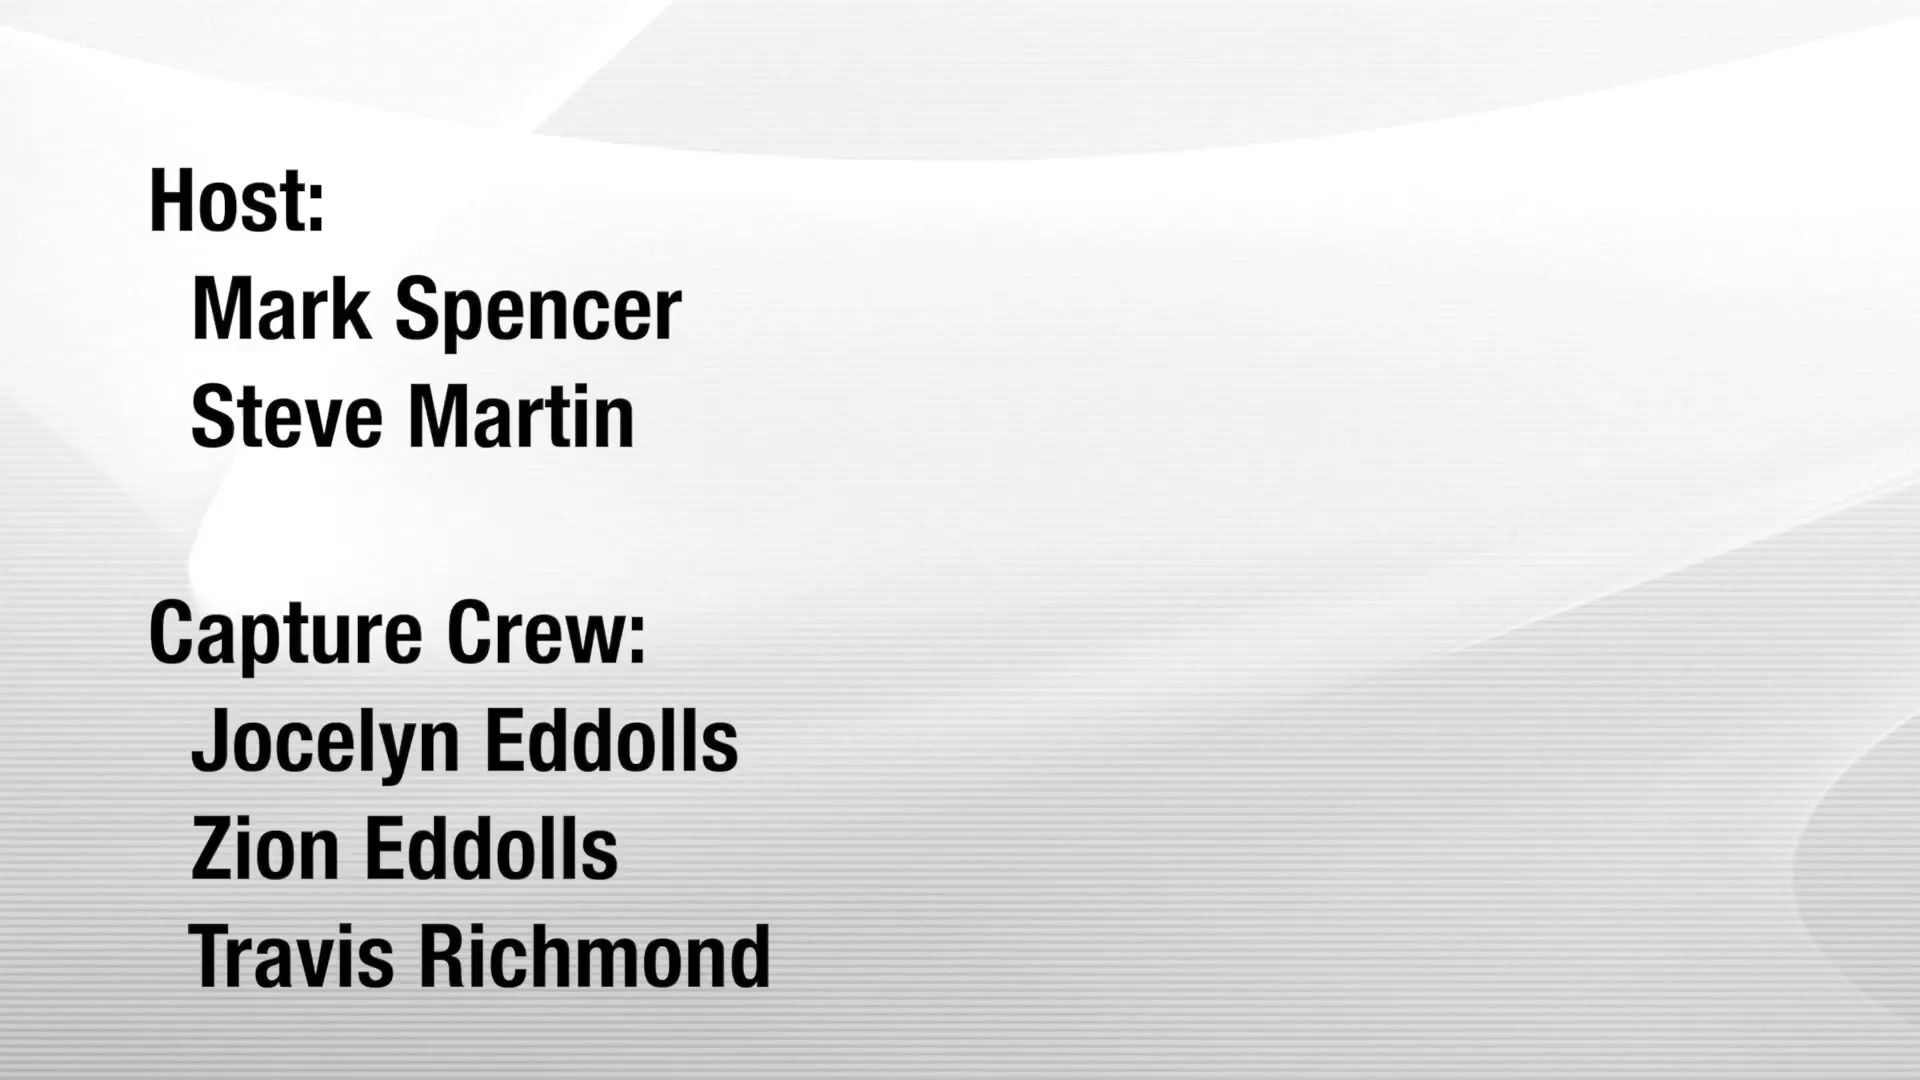 Host:
Mark Spencer
Steve Martin
Capture Crew:
Jocelyn Eddolls
Zion Eddolls
Travis Richmond